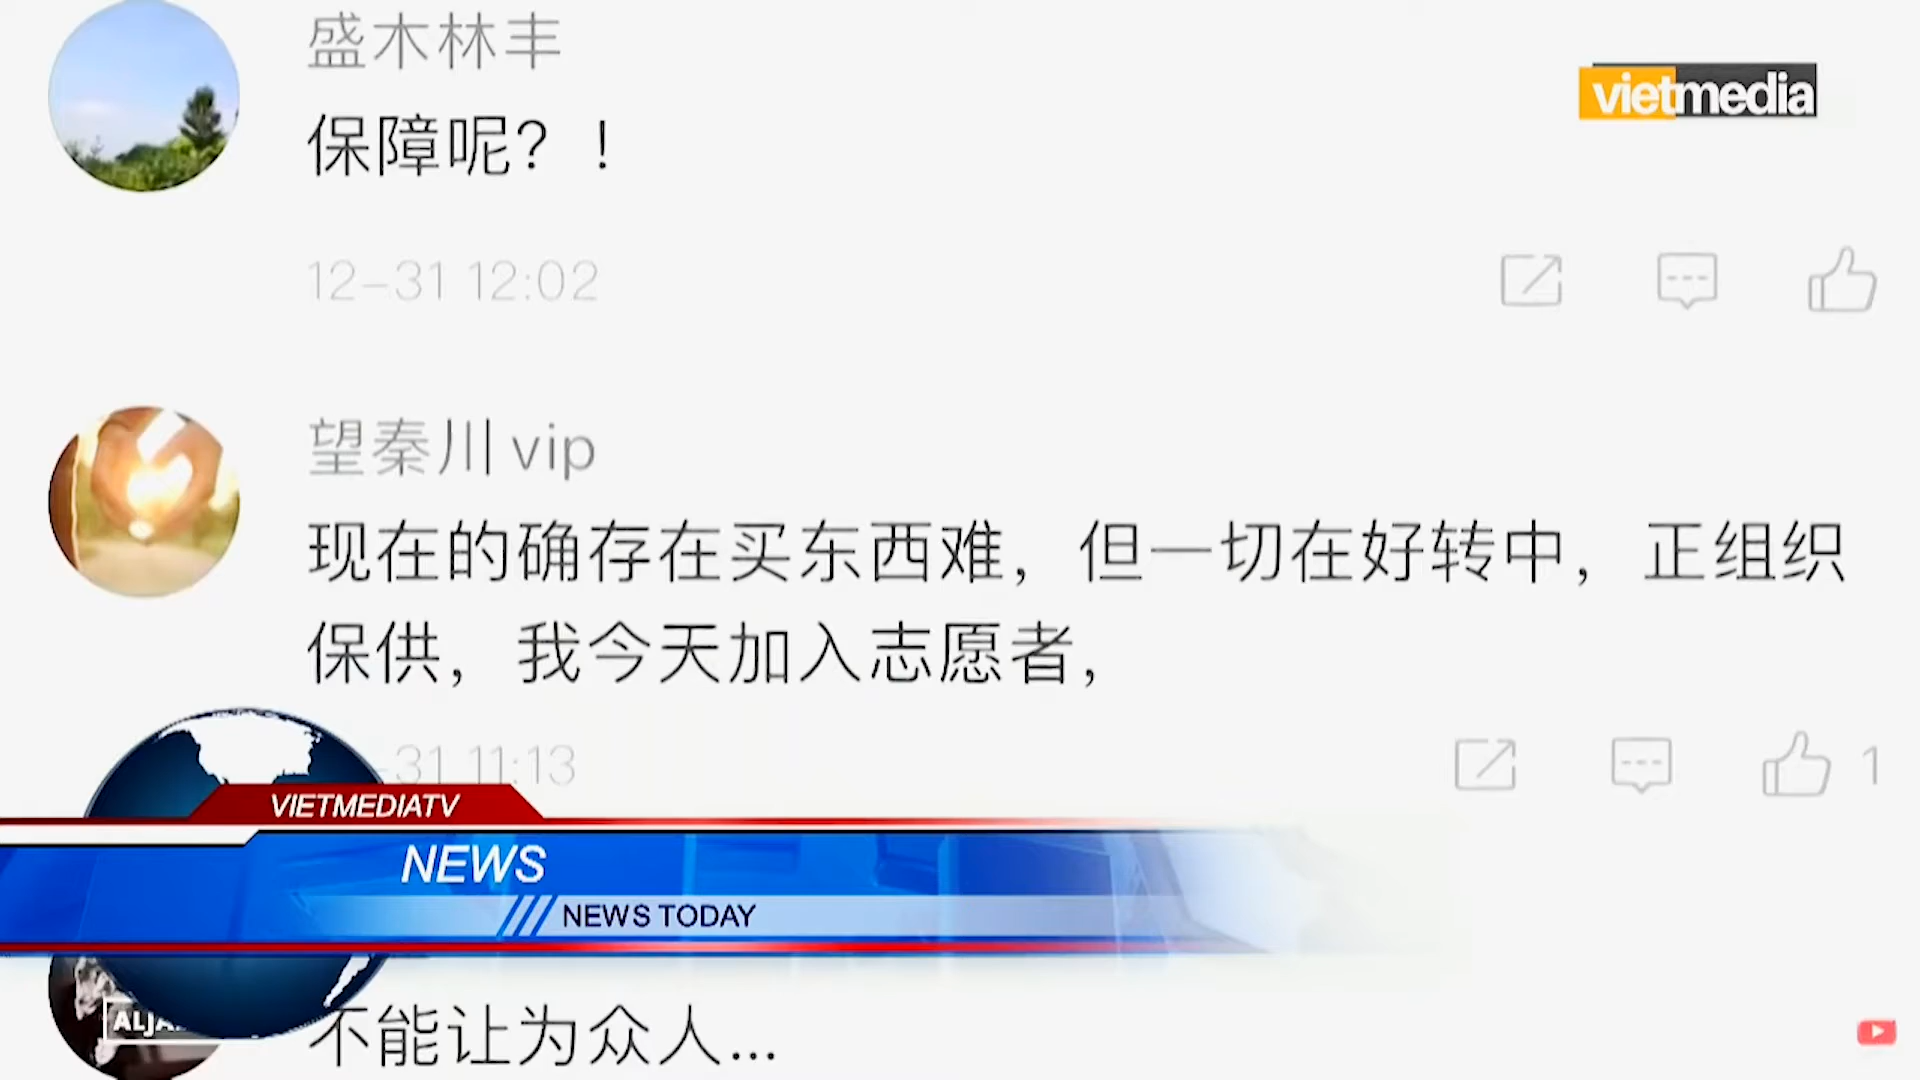 盛木林丰
vietmedia
保障呢？！
12-31 12:02
望秦川 vip
现在的确存在买东西难，但一切在好转中，正组织
保供，我今天加入志愿者，
-31 11:13
1
VIETMEDIATV
NEWS
NEWS TODAY
不能让为众人...